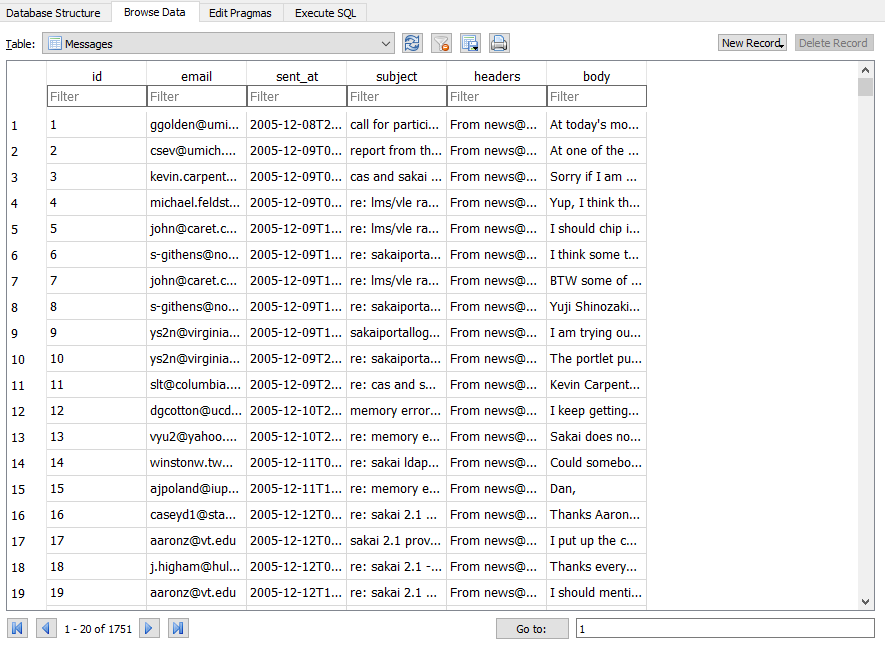 Database Structure Browse Data Edit Pragmas Execute SQL
Table: Messages New Record Delete Record
id email sent_at subject headers body
Filter Filter Filter Filter Filter Filter
1 1 ggolden@umi... 2005-12-08T2... call for partici... From news@... At today's mo...
2 2 csev@umich.... 2005-12-09T0... report from th... From news@... At one of the ...
3 3 kevin.carpent... 2005-12-09T0... cas and sakai ... From news@... Sorry if I am ...
4 4 michael.feldst... 2005-12-09T0... re: lms/vle ra... From news@... Yup, I think th...
5 5 john@caret.c... 2005-12-09T1... re: lms/vle ra... From news@... I should chip i...
6 6 s-githens@no... 2005-12-09T1... re: sakaiporta... From news@... I think some t...
7 7 john@caret.c... 2005-12-09T1... re: lms/vle ra... From news@... BTW some of ...
8 8 s-githens@no... 2005-12-09T1... re: sakaiporta... From news@... Yuji Shinozaki...
9 9 ys2n@virginia... 2005-12-09T1... sakaiportallog... From news@... I am trying ou...
10 10 ys2n@virginia... 2005-12-09T2... re: sakaiporta... From news@... The portlet pu...
11 11 slt@columbia.... 2005-12-09T2... re: cas and s... From news@... Kevin Carpent...
12 12 dgcotton@ucd... 2005-12-10T2... memory error... From news@... I keep getting...
13 13 vyu2@yahoo.... 2005-12-10T2... re: memory e... From news@... Sakai does no...
14 14 winstonw.tw... 2005-12-11T0... re: sakai ldap... From news@... Could somebo...
15 15 ajpoland@iup... 2005-12-11T1... re: memory e... From news@... Dan,
16 16 caseyd1@sta... 2005-12-12T0... re: sakai 2.1 ... From news@... Thanks Aaron...
17 17 aaronz@vt.edu 2005-12-12T0... sakai 2.1 prov... From news@... I put up the c...
18 18 j.higham@hul... 2005-12-12T0... re: sakai 2.1 -... From news@... Thanks every...
19 19 aaronz@vt.edu 2005-12-12T1... re: sakai 2.1 ... From news@... I should menti...
1 - 20 of 1751 Go to: 1